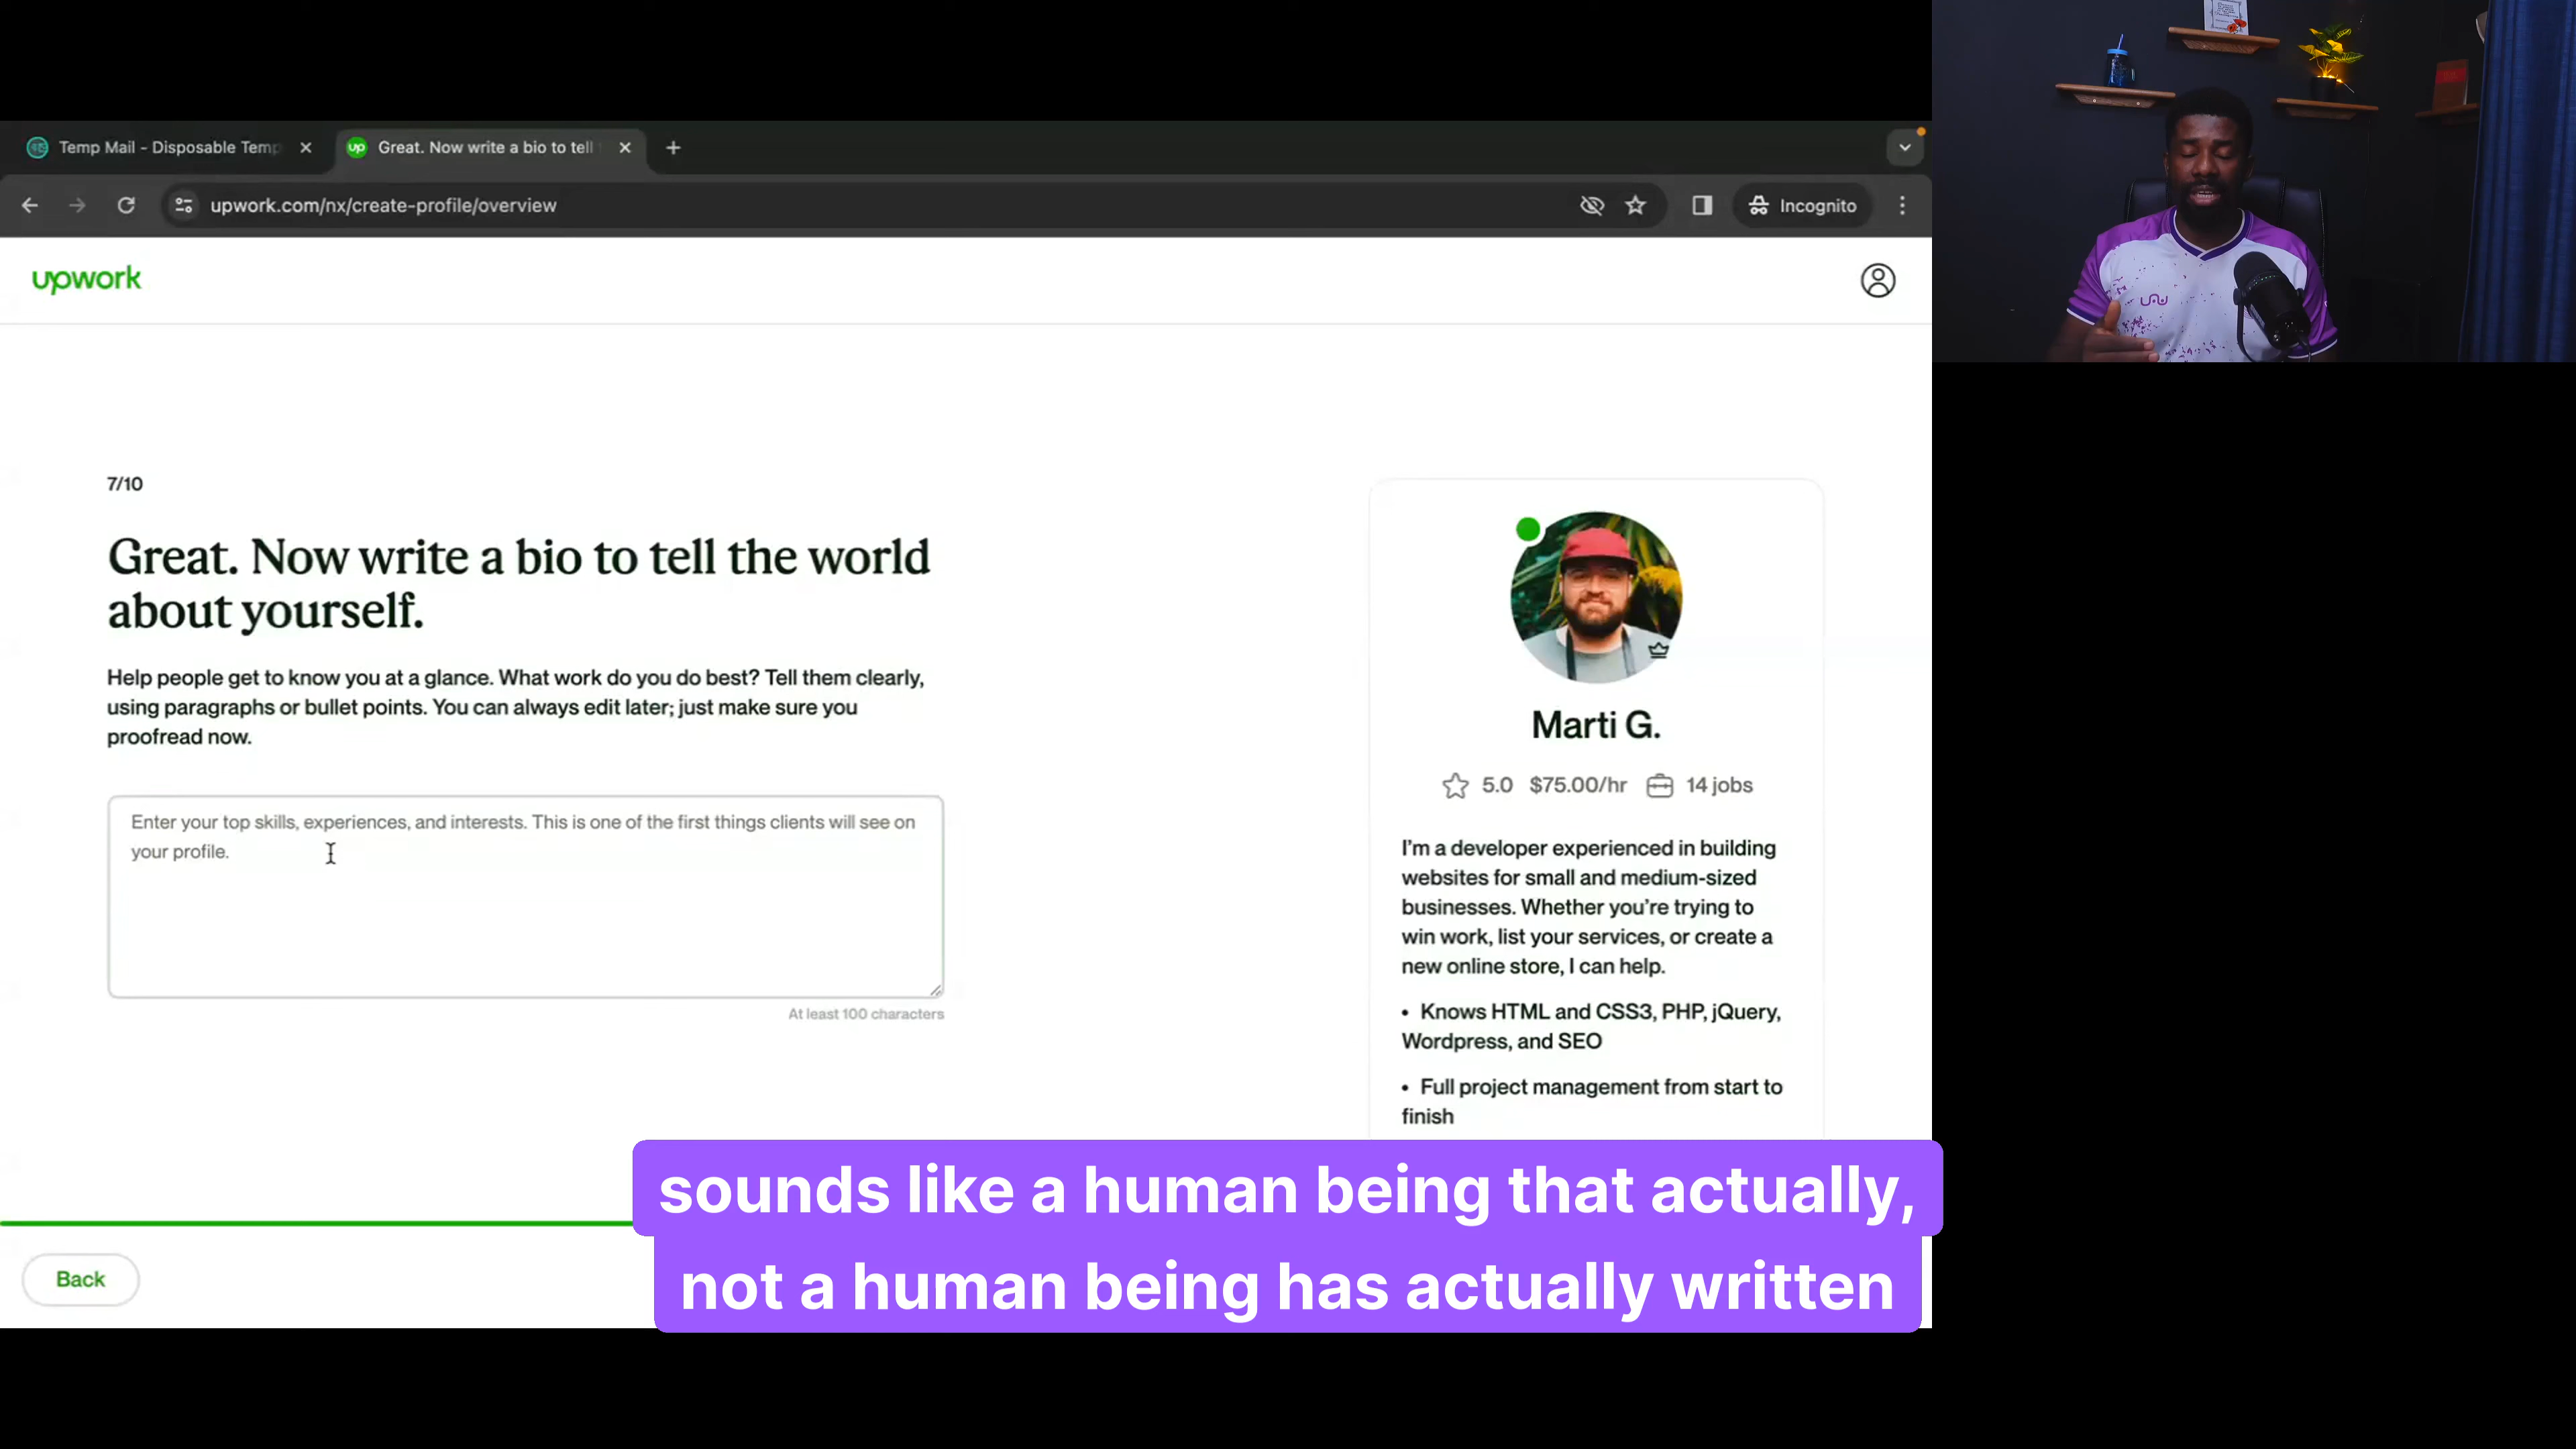 Temp Mail - Disposable Temp
up Great. Now write a bio to tell
upwork.com/nx/create-profile/overview
Incognito
upwork
7/10
Great. Now write a bio to tell the world
about yourself.
Help people get to know you at a glance. What work do you do best? Tell them clearly,
using paragraphs or bullet points. You can always edit later; just make sure you
proofread now.
Enter your top skills, experiences, and interests. This is one of the first things clients will see on
your profile.
At least 100 characters
Marti G.
5.0 $75.00/hr 14 jobs
I'm a developer experienced in building
websites for small and medium-sized
businesses. Whether you're trying to
win work, list your services, or create a
new online store, I can help.
• Knows HTML and CSS3, PHP, jQuery,
Wordpress, and SEO
• Full project management from start to
finish
sounds like a human being that actually,
not a human being has actually written
Back